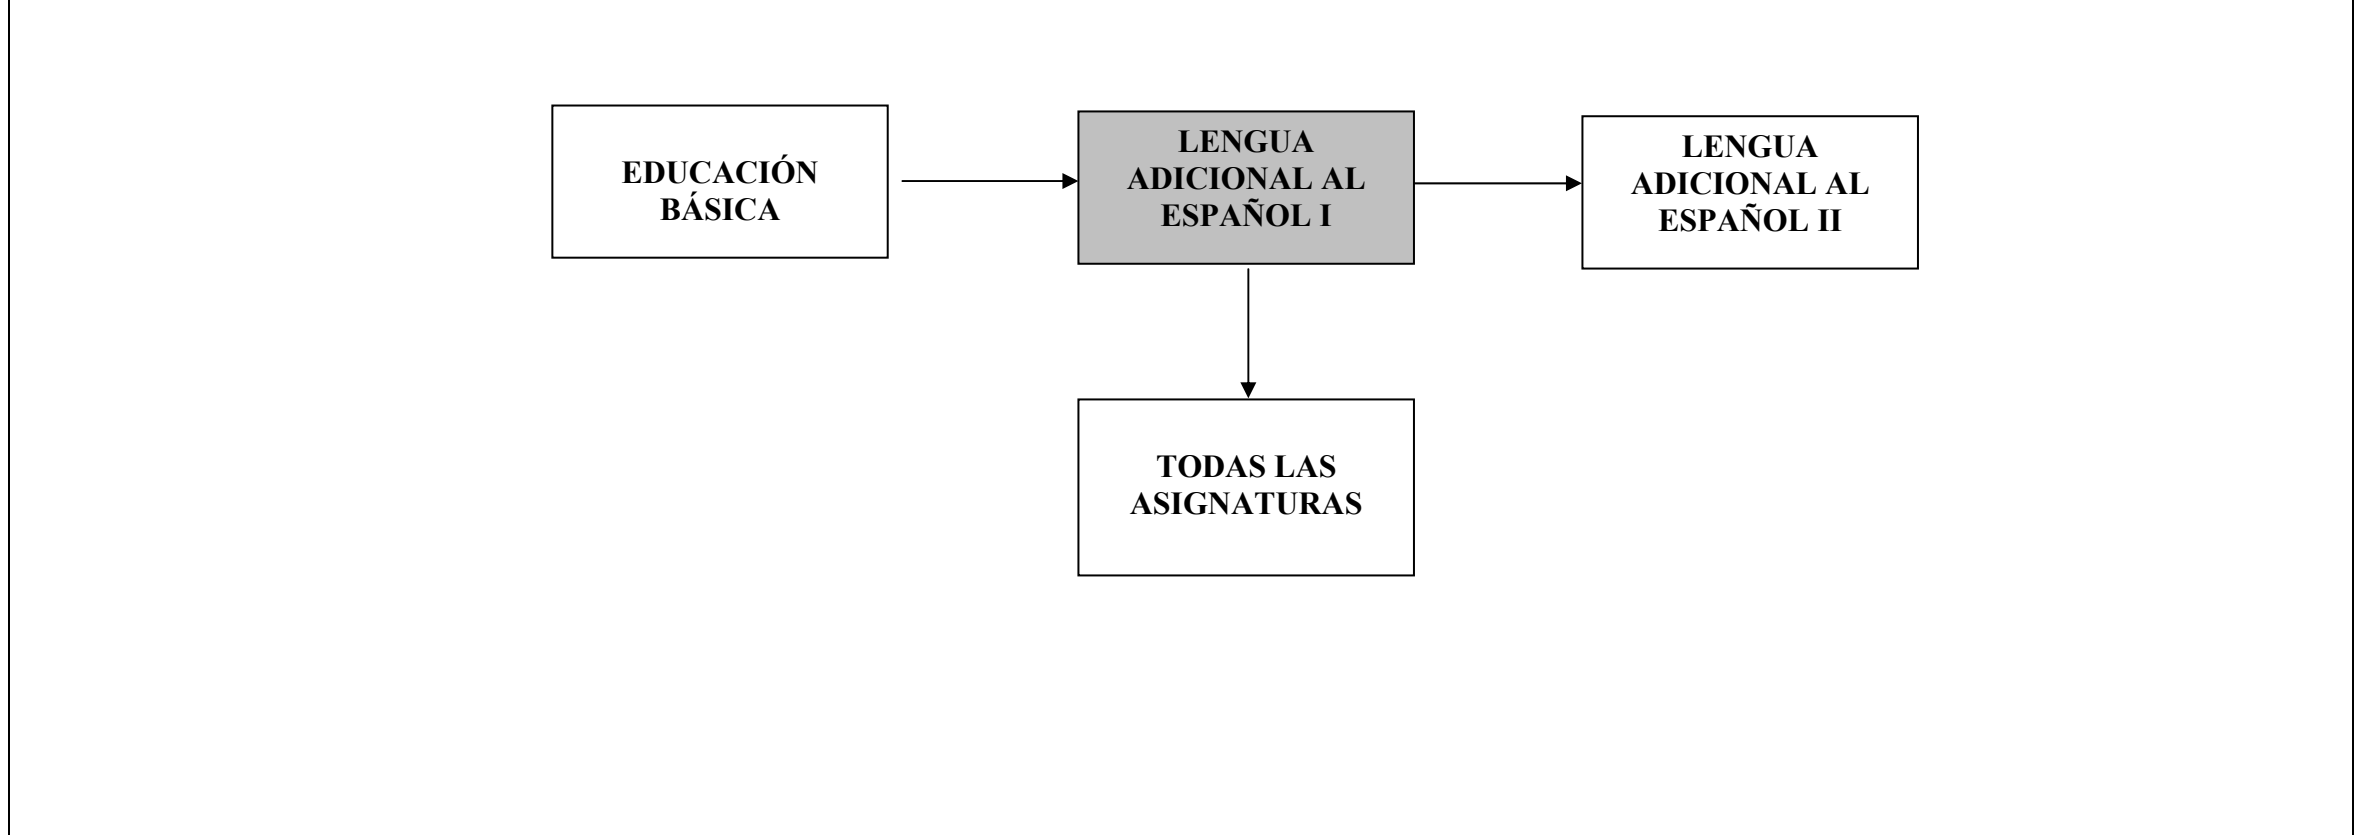 EDUCACIÓN
BÁSICA
LENGUA
ADICIONAL AL
ESPAÑOL I
LENGUA
ADICIONAL AL
ESPAÑOL II
TODAS LAS
ASIGNATURAS